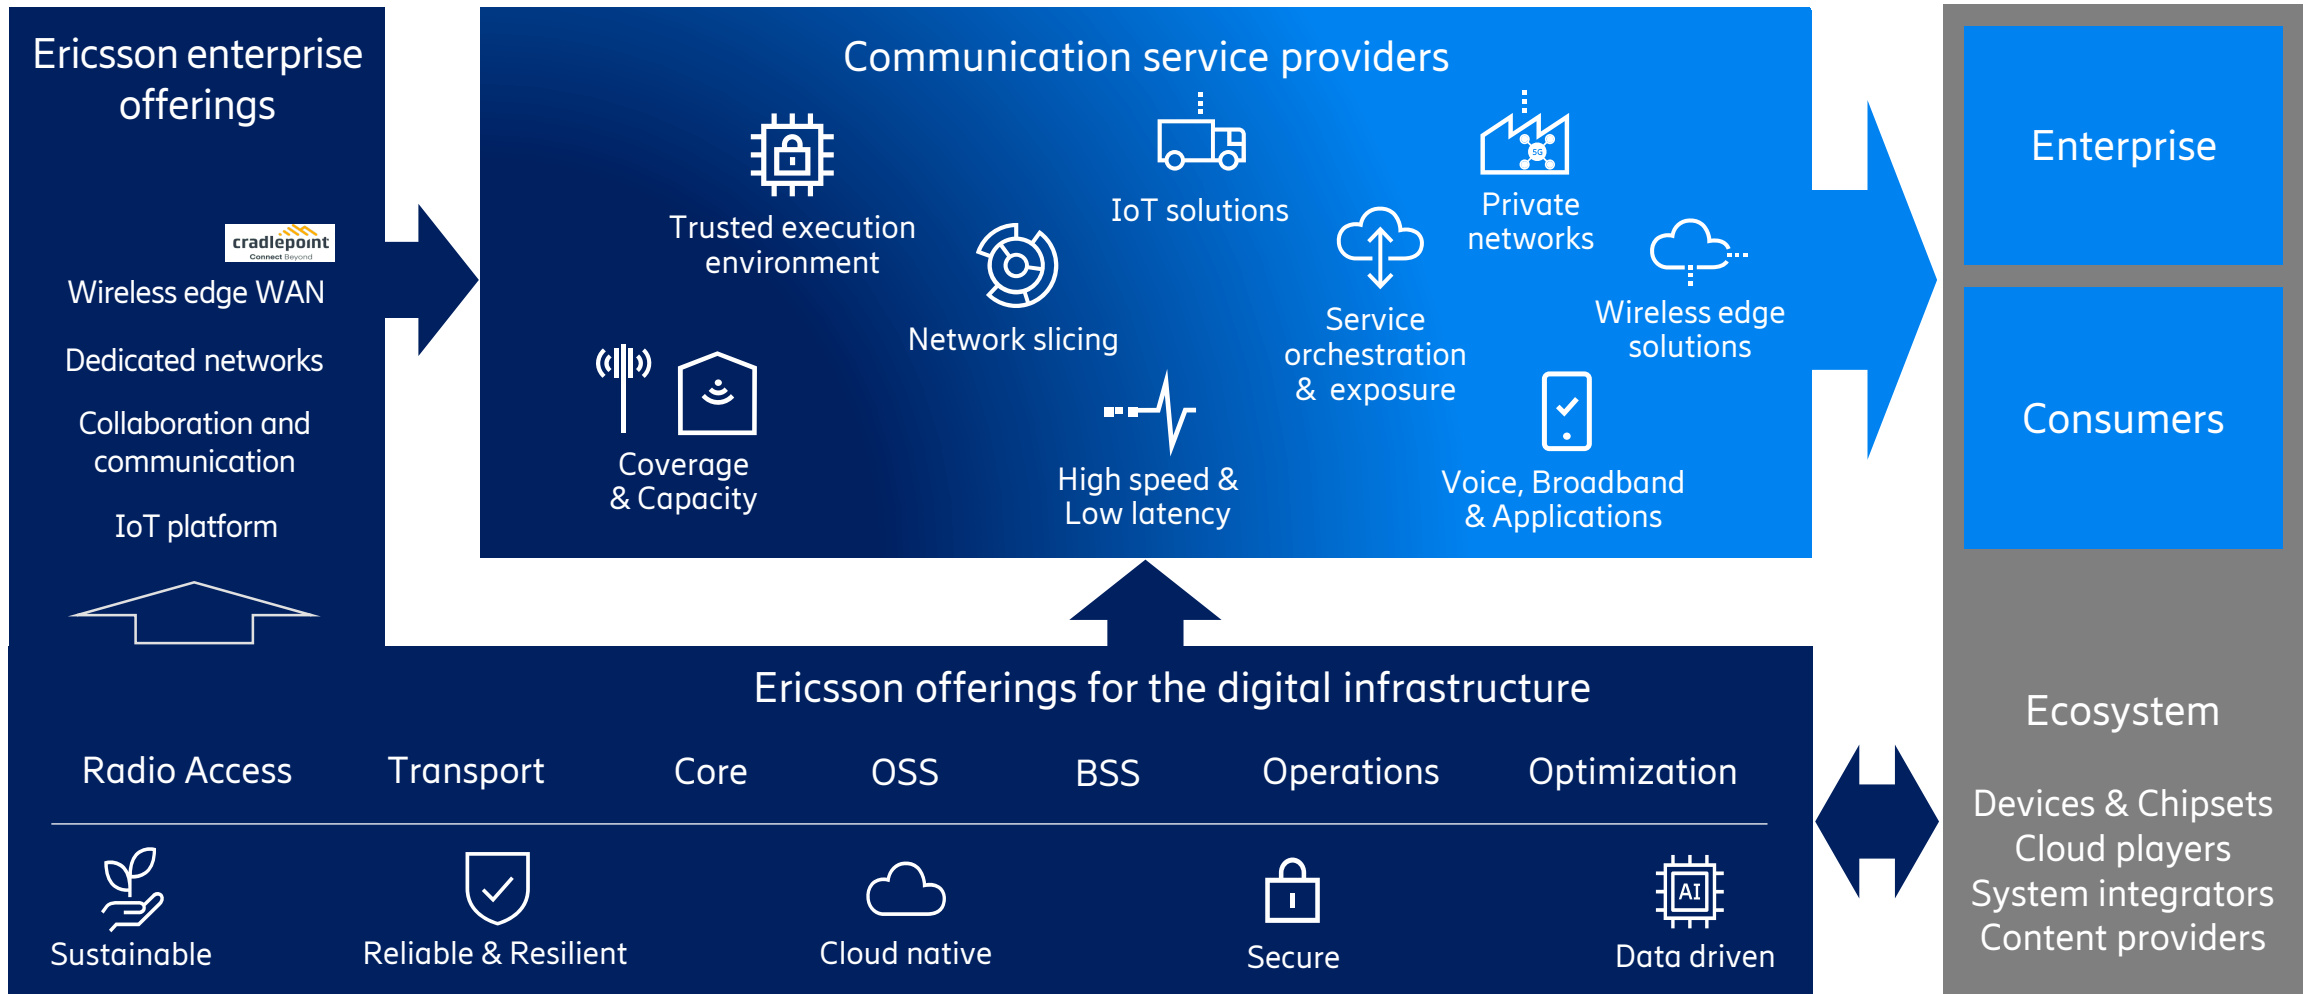 Ericsson enterprise
offerings
cradlepoint
Connect Beyond
Wireless edge WAN
Dedicated networks
Collaboration and
communication
IoT platform
Communication service providers
Trusted execution
environment
IoT solutions
5G
Private
networks
Network slicing
Service
orchestration
& exposure
Wireless edge
solutions
Coverage
& Capacity
High speed &
Low latency
Voice, Broadband
& Applications
Enterprise
Consumers
Ericsson offerings for the digital infrastructure
Radio Access
Transport
Core
OSS
BSS
Operations
Optimization
Sustainable
Reliable & Resilient
Cloud native
Secure
AI
Data driven
Ecosystem
Devices & Chipsets
Cloud players
System integrators
Content providers